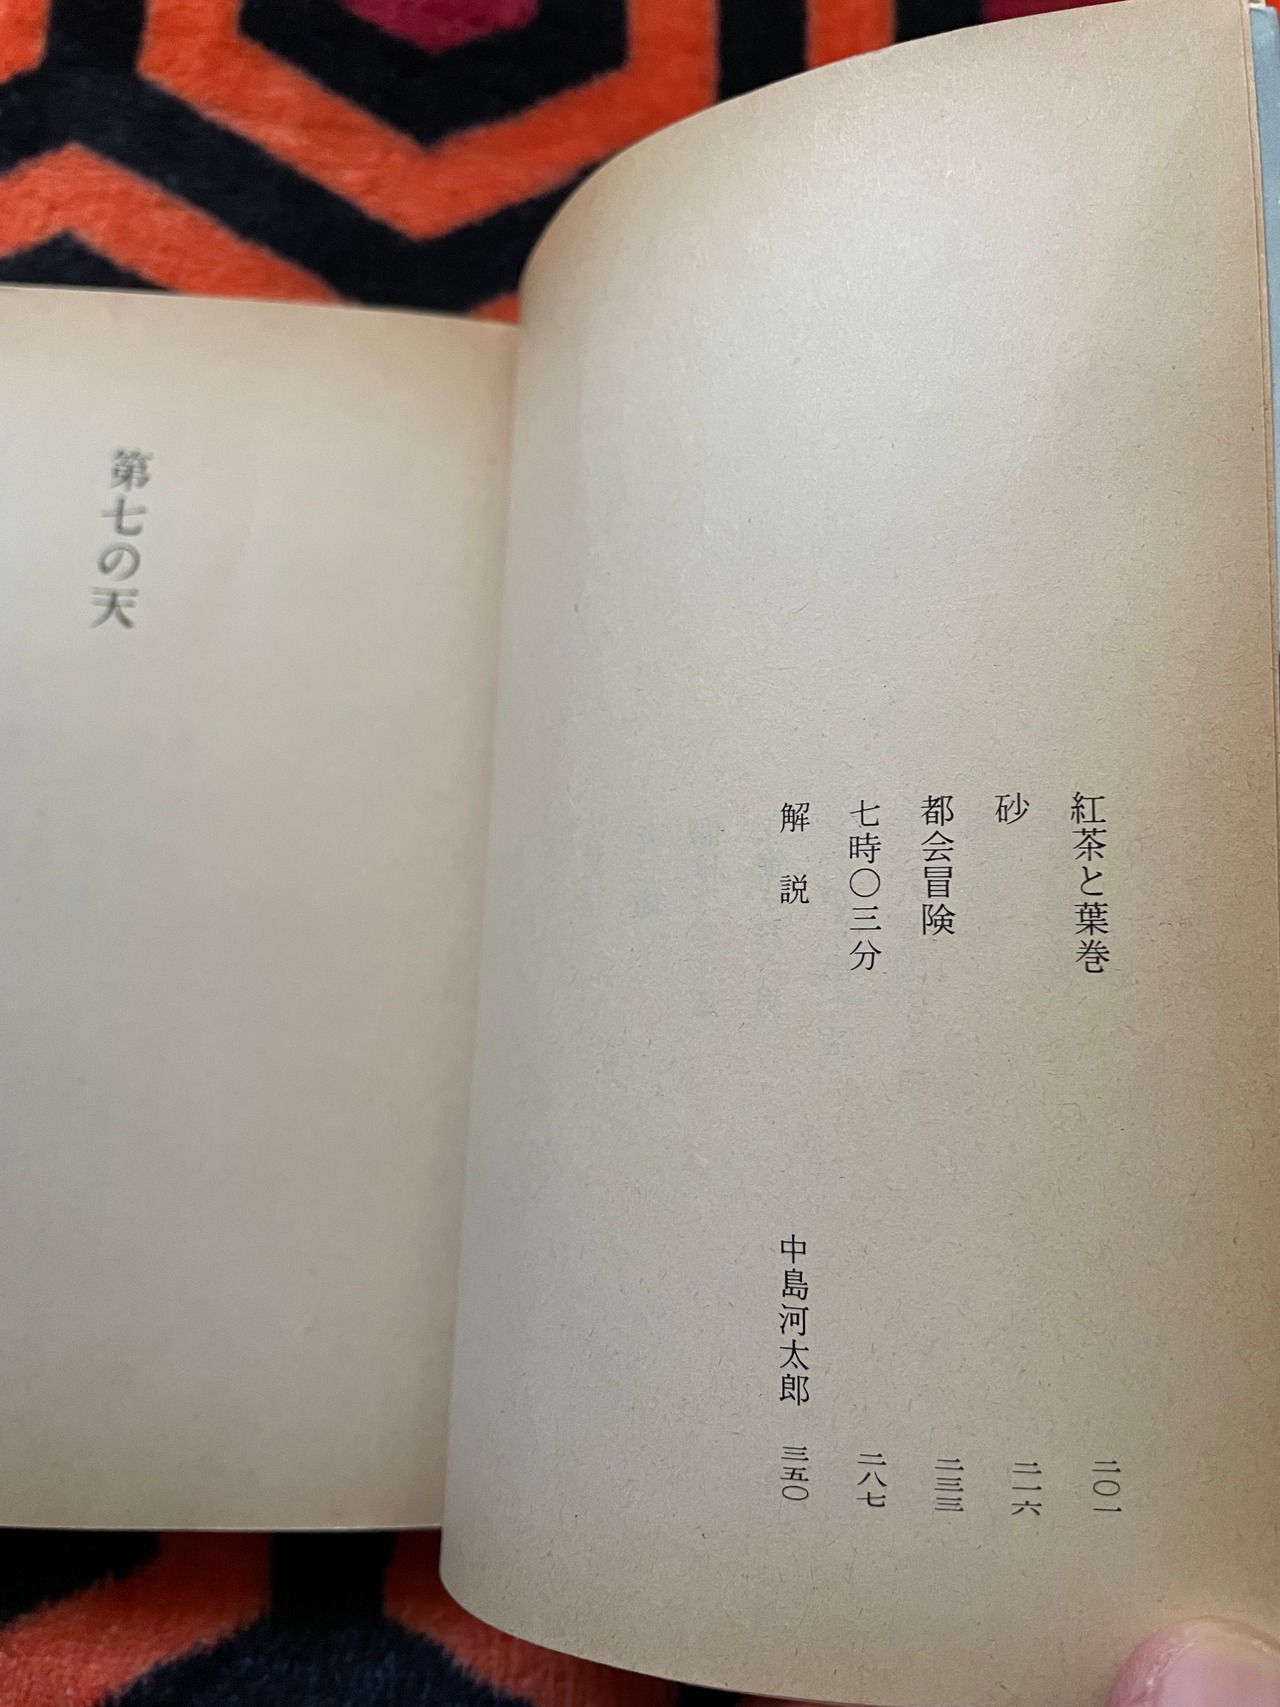 紅茶と葉巻 二〇一
砂 二一六
都会冒険 二三三
七時〇三分 二八七
解説 中島河太郎 三五〇
第七の天